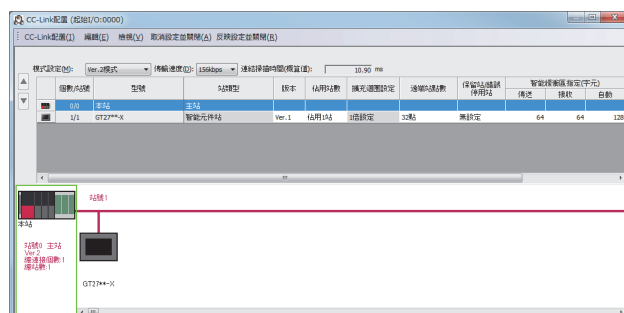 CC-Link配置 (起始I/O:0000)
CC-Link配置(I) 編輯(E) 檢視(V) 取消設定並關閉(A) 反映設定並關閉(R)
模式設定(M): Ver.2模式 傳輸速度(D): 156kbps 連結掃描時間(概算值): 10.90 ms
個數/站號 型號 站類型 版本 佔用站數 擴充迴圈設定 遠端站點數 保留站/錯誤停用站 智能緩衝區指定(字元)
傳送 接收 自動
0/0 本站 主站
1/1 GT27**-X 智能元件站 Ver.1 佔用1站 1倍設定 32點 無設定 64 64 128
站號1
本站
站號0 主站
Ver.2
總連接個數:1
總站數:1
GT27**-X